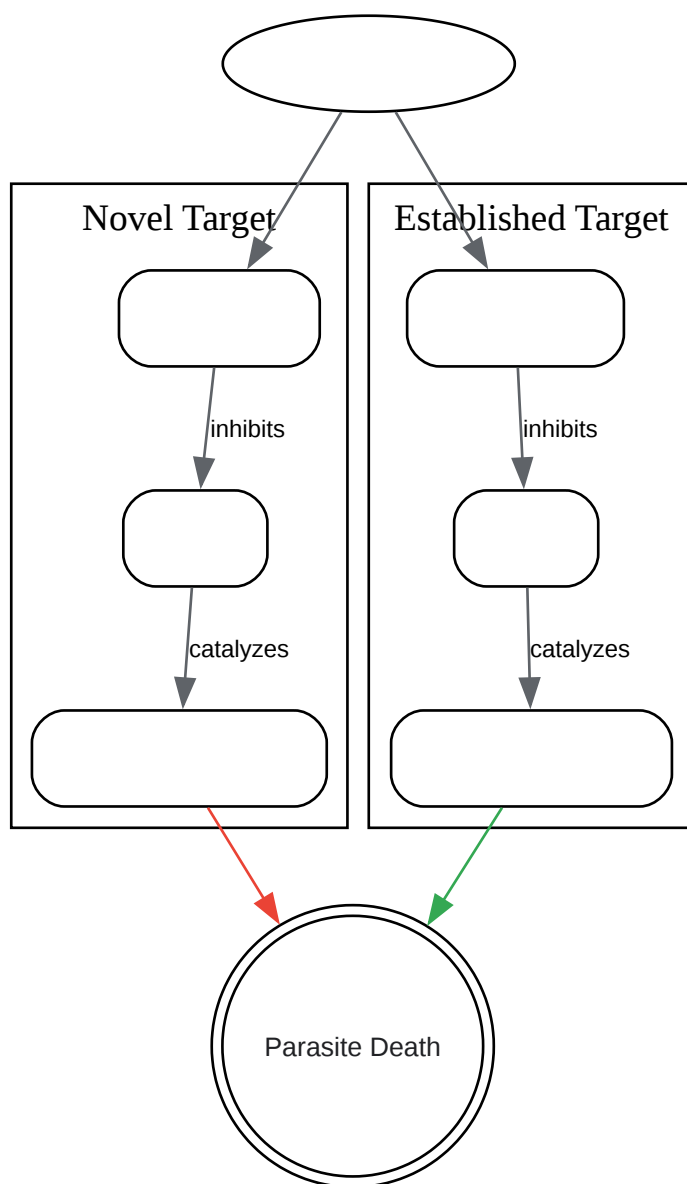 Novel Target
Established Target
inhibits
inhibits
catalyzes
catalyzes
Parasite Death